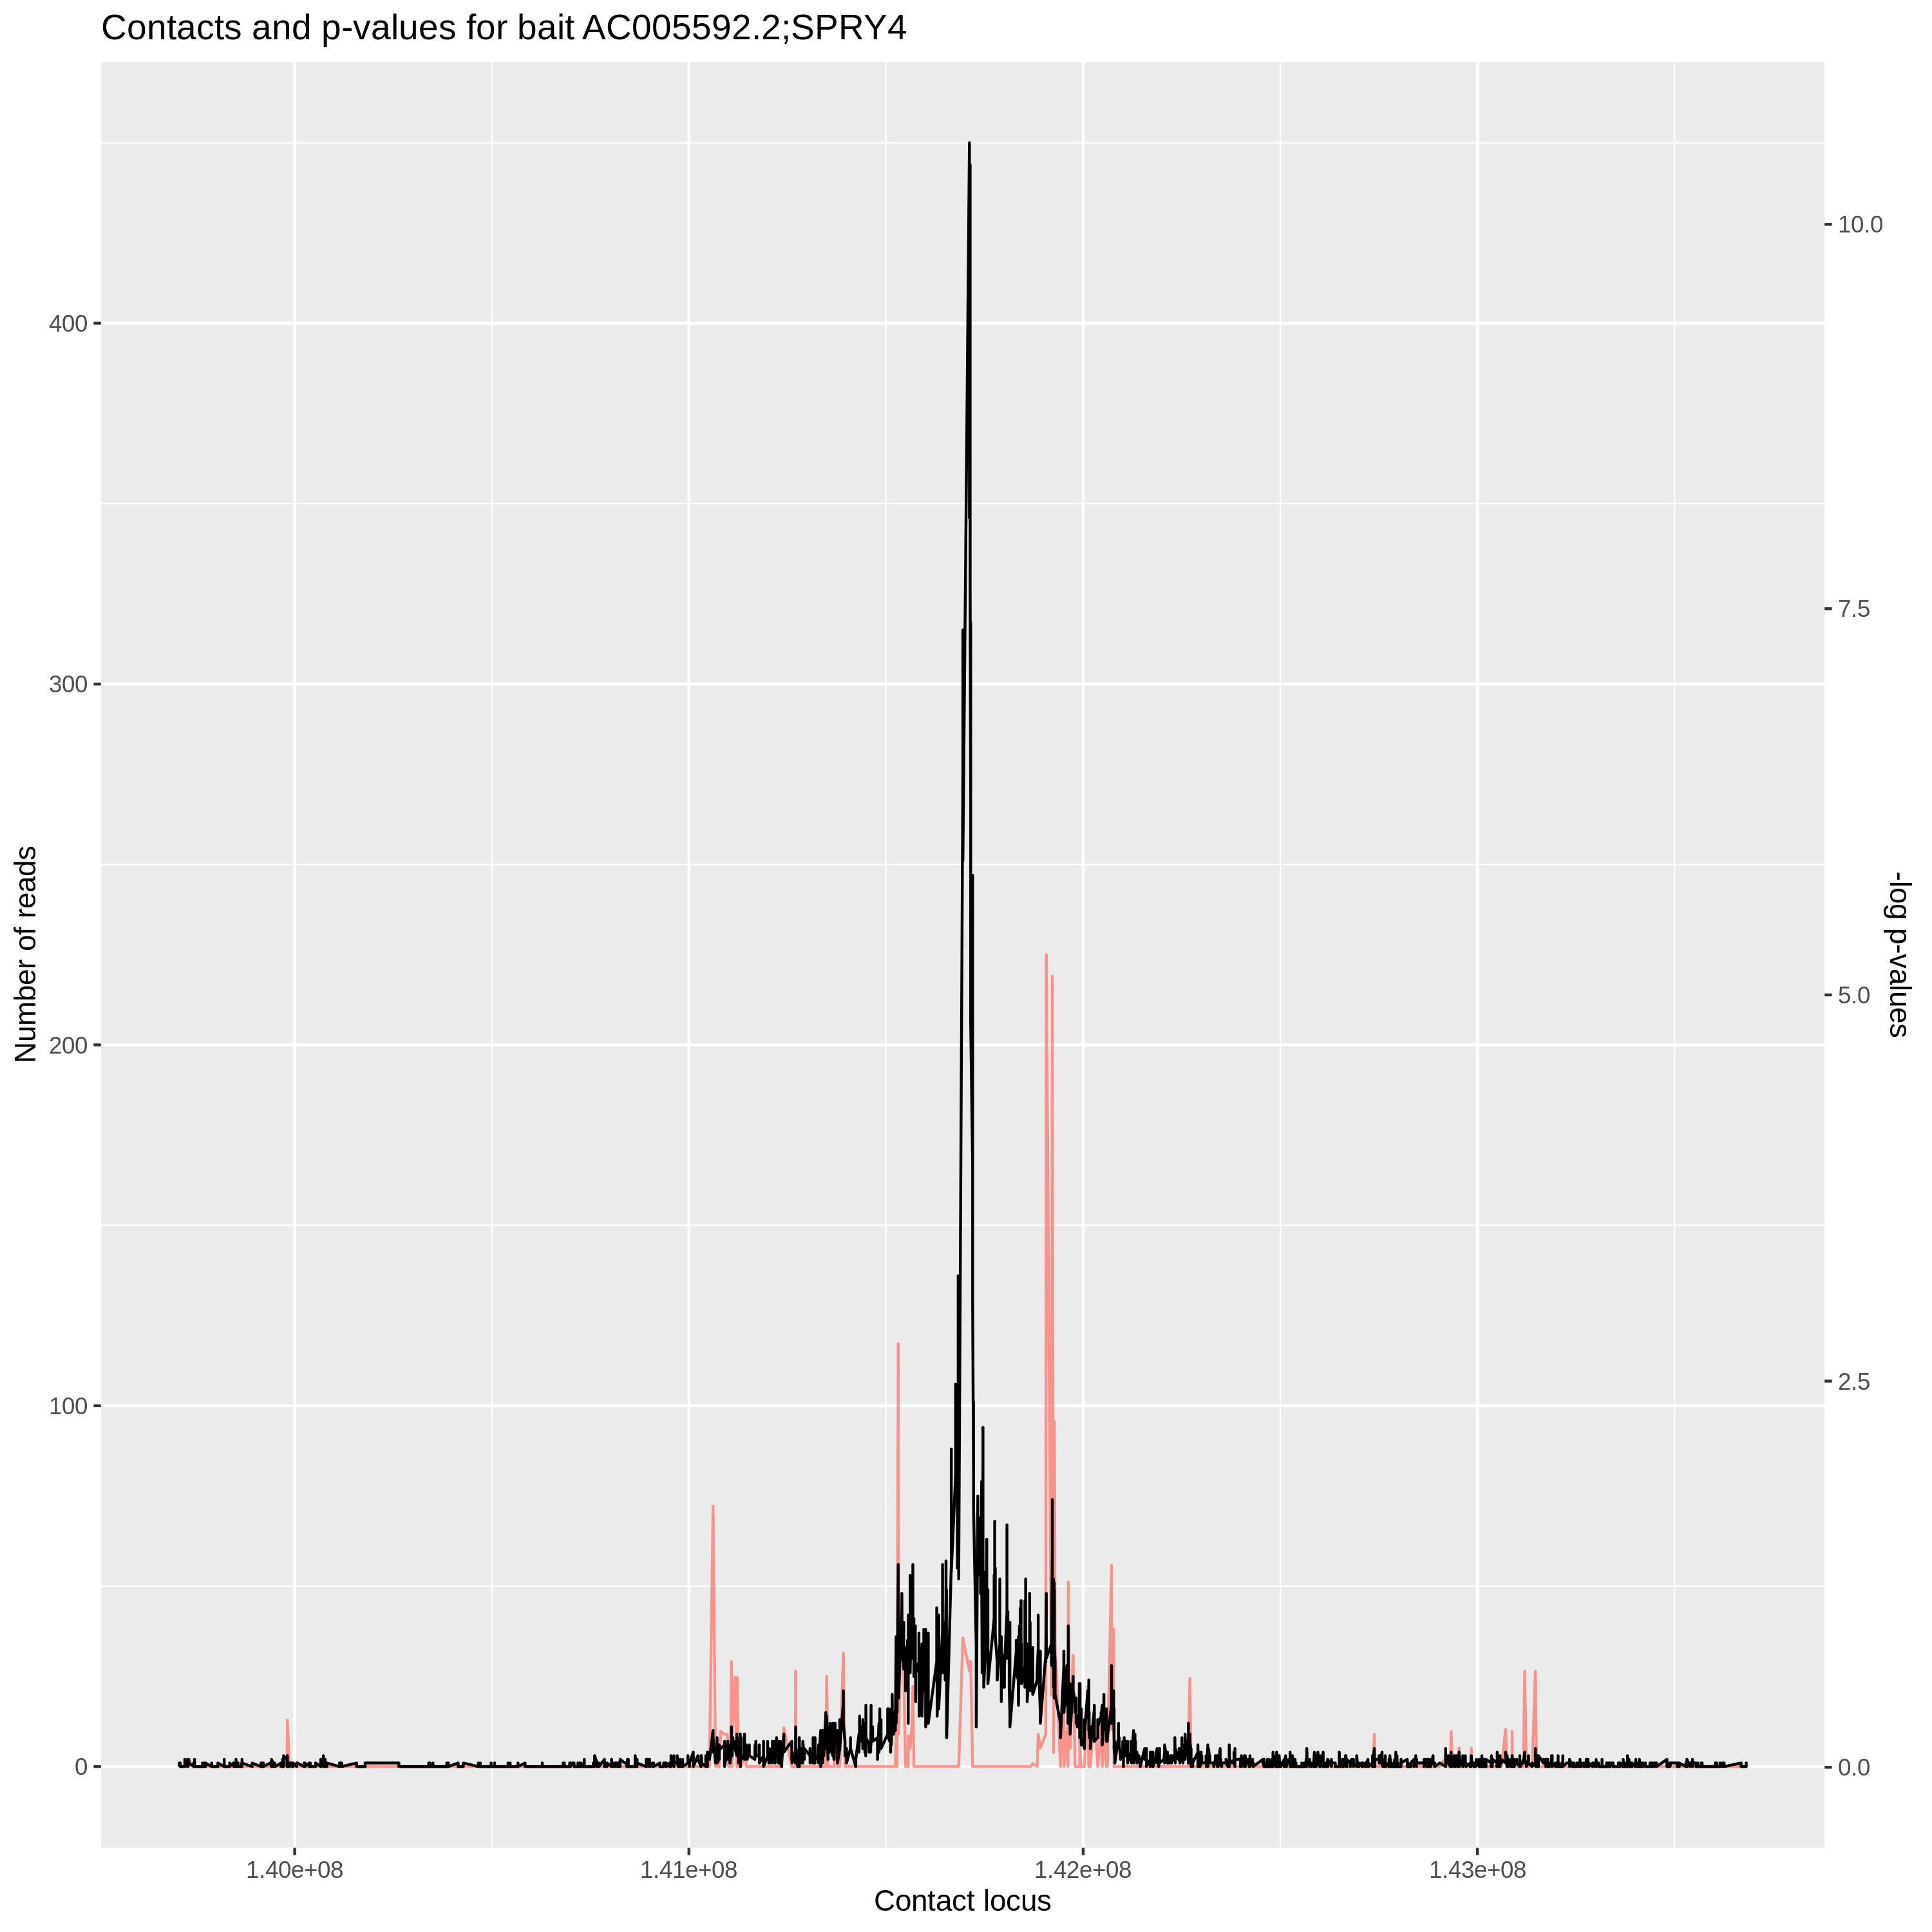 Contacts and p-values for bait AC005592.2;SPRY4
400
300
200
100
0
Number of reads
10.0
7.5
5.0
2.5
0.0
-log p-values
1.40e+08
1.41e+08
1.42e+08
1.43e+08
Contact locus